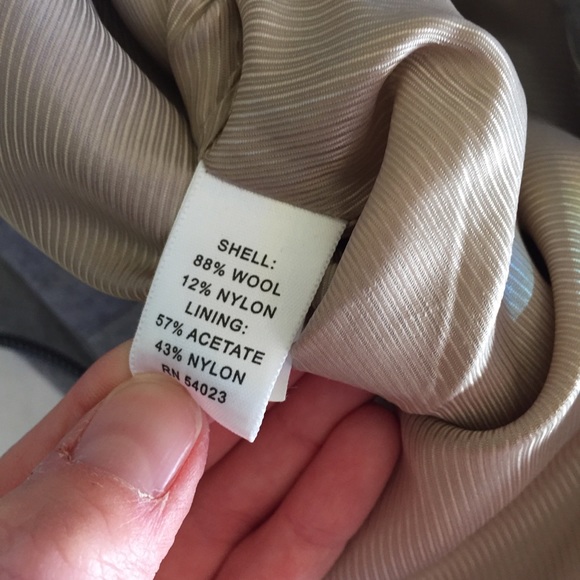 SHELL:
88% WOOL
12% NYLON
LINING:
57% ACETATE
43% NYLON
RN 54023